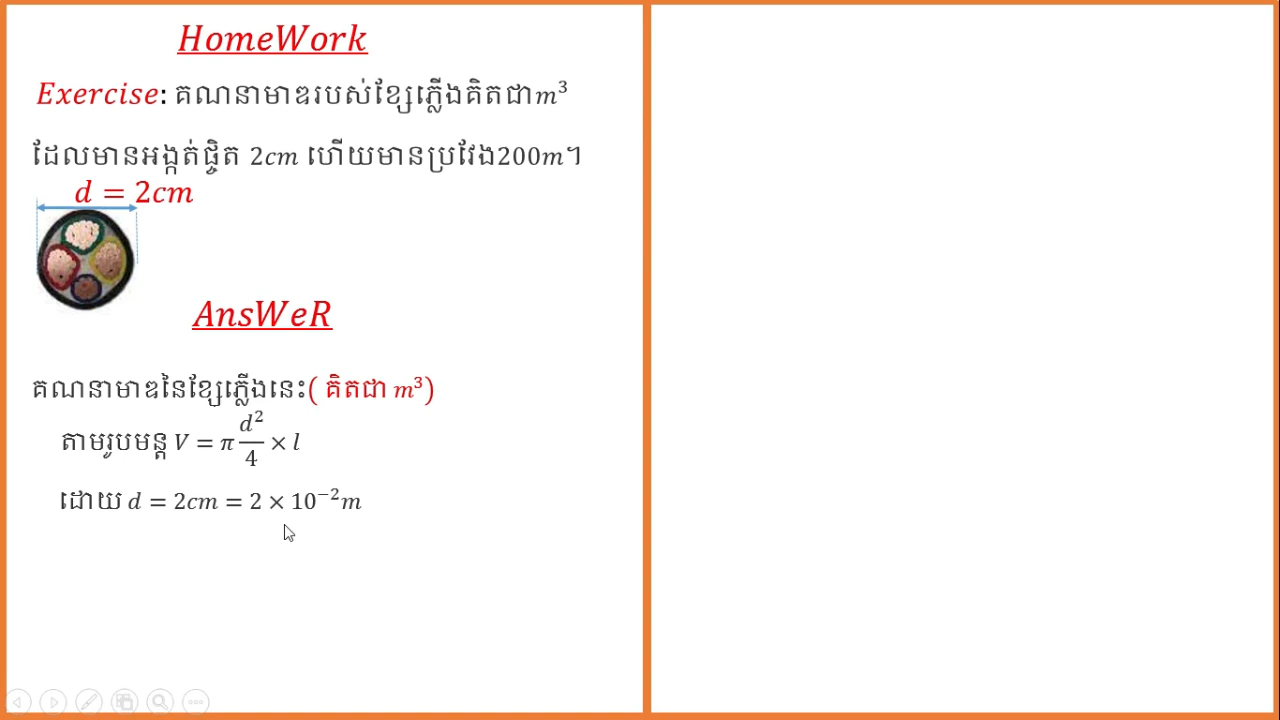 HomeWork
Exercise: គណនាមាឌរបស់ខ្សែភ្លើងគិតជា m³
ដែលមានអង្កត់ផ្ចិត 2cm ហើយមានប្រវែង200m។
d = 2cm
AnsWeR
គណនាមាឌនៃខ្សែភ្លើងនេះ( គិតជា m³)
តាមរូបមន្ត V = π d²/4 × l
ដោយ d = 2cm = 2 × 10⁻² m